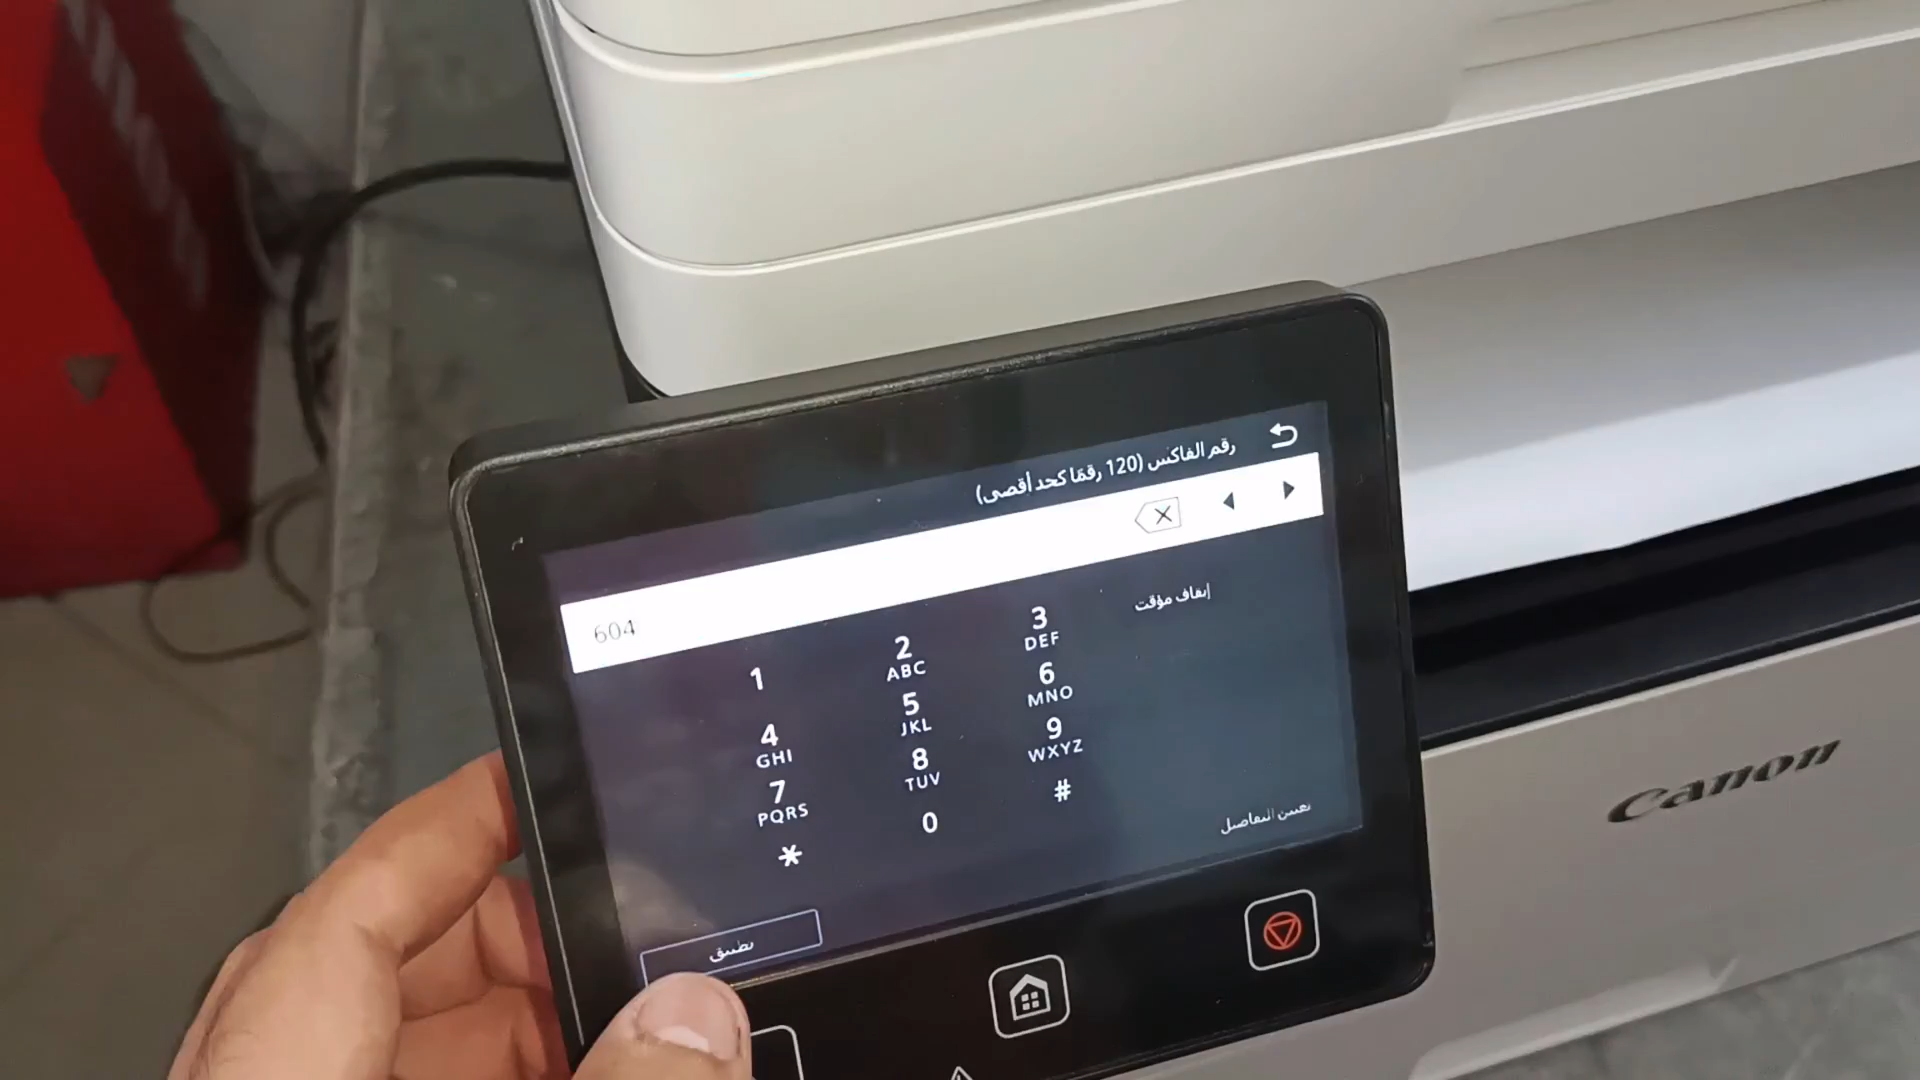 رقم الفاكس (120 رقمًا كحد أقصى)
604
إيقاف مؤقت
1
2
ABC
3
DEF
4
GHI
5
JKL
6
MNO
7
PQRS
8
TUV
9
WXYZ
*
0
#
تعيين التفاصيل
تطبيق
Canon